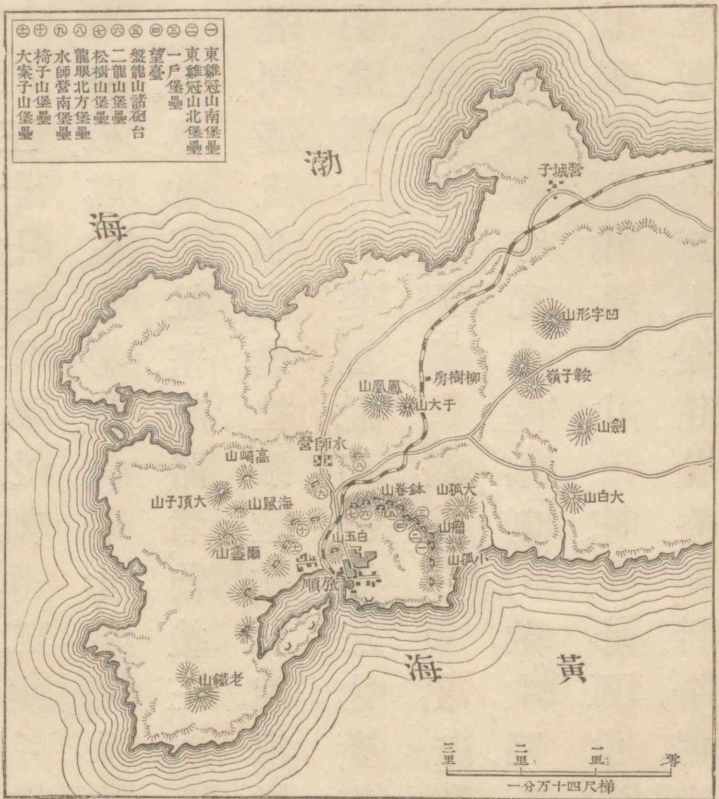 ㊀東雞冠山南堡壘
㊁東雞冠山北堡壘
㊂一戶堡壘
㊃望臺
㊄盤龍山諸砲台
㊅二龍山堡壘
㊆松樹山堡壘
㊇龍眼北方堡壘
㊈水師營南堡壘
㊉椅子山堡壘
大案子山堡壘
渤海
子城營
山形字凹
嶺子鞍
房樹柳
山凰鳳
山大于
山劍
營師水
山崎高
山子頂大
山鼠海
山靈爾
山卷鉢
山孤大
山白大
山玉白
山孤小
順旅
山鐵老
黃海
三里
二里
一里
零
一分万十四尺梯